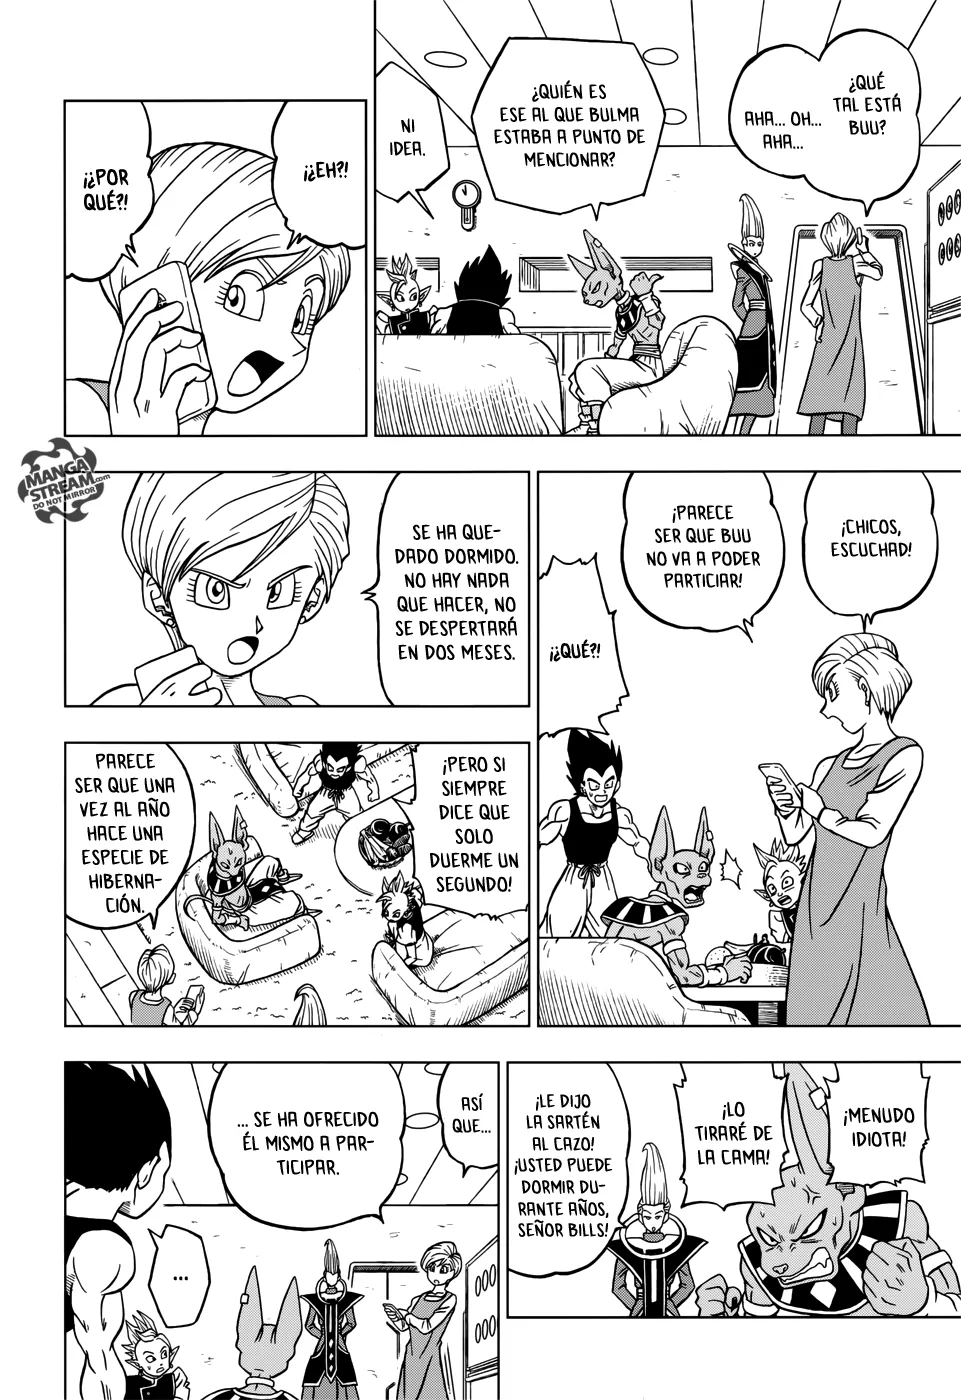 ¿QUÉ
TAL ESTÁ
BUU?
AHA... OH...
AHA...
¿QUIÉN ES
ESE AL QUE BULMA
ESTABA A PUNTO DE
MENCIONAR?
NI
IDEA.
¡¿EH?!
¡¿POR
QUÉ?!
MANGA
STREAM.com
DO NOT MIRROR
¡CHICOS,
ESCUCHAD!
¡PARECE
SER QUE BUU
NO VA A PODER
PARTICIAR!
¡¿QUÉ?!
SE HA QUE-
DADO DORMIDO.
NO HAY NADA
QUE HACER, NO
SE DESPERTARÁ
EN DOS MESES.
¡PERO SI
SIEMPRE
DICE QUE
SOLO
DUERME UN
SEGUNDO!
PARECE
SER QUE UNA
VEZ AL AÑO
HACE UNA
ESPECIE DE
HIBERNA-
CIÓN.
¡MENUDO
IDIOTA!
¡LO
TIRARÉ DE
LA CAMA!
¡LE DIJO
LA SARTÉN
AL CAZO!
¡USTED PUEDE
DORMIR DU-
RANTE AÑOS,
SEÑOR BILLS!
ASÍ
QUE...
... SE HA OFRECIDO
ÉL MISMO A PAR-
TICIPAR.
...